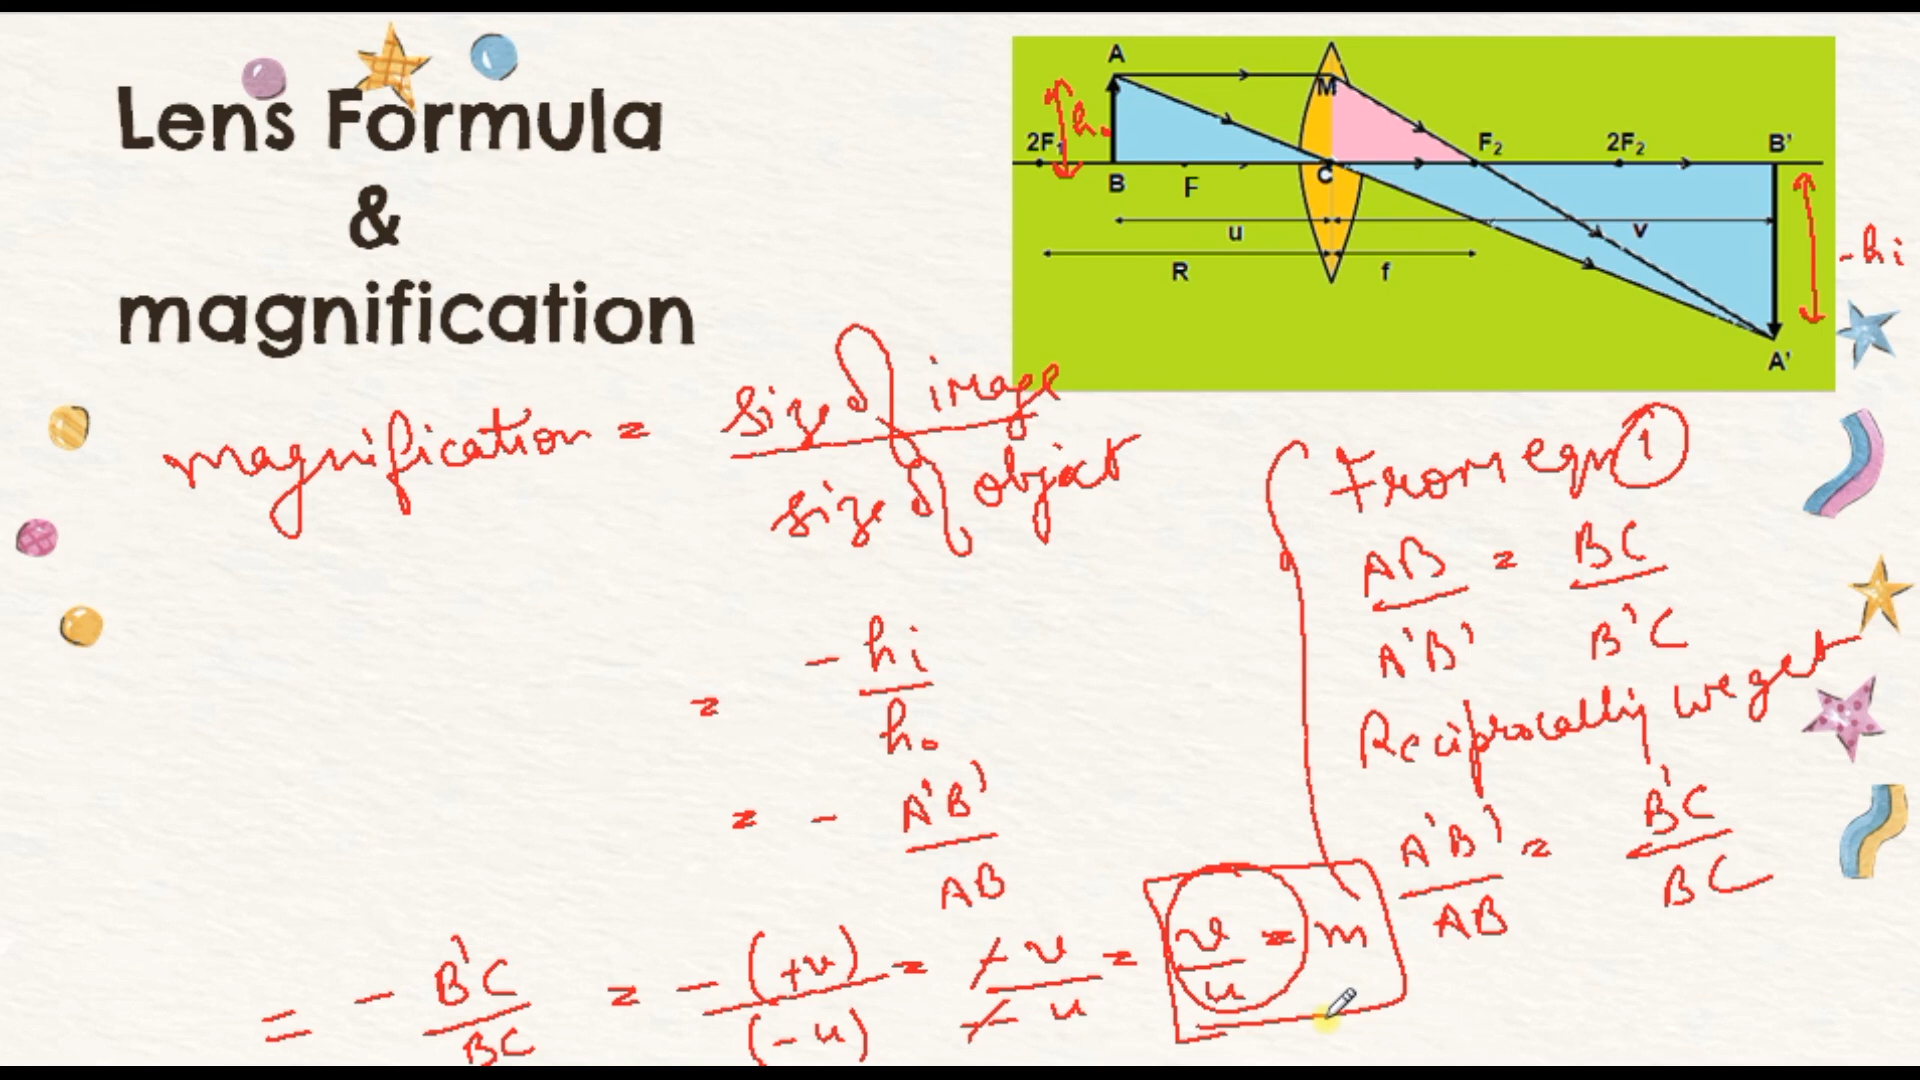 Lens Formula
&
magnification
A
M
h.
2F₁
F₂
2F₂
B'
B
F
C
u
v
R
f
-hi
A'
magnification = size of image
size of object
= -hi
h.
= - A'B'
AB
= - B'C / BC = -(+v) / (-u) = -v / -u = v / u = m
From eqn 1
AB = BC
A'B' B'C
Reciprocally we get
A'B' = B'C
AB BC